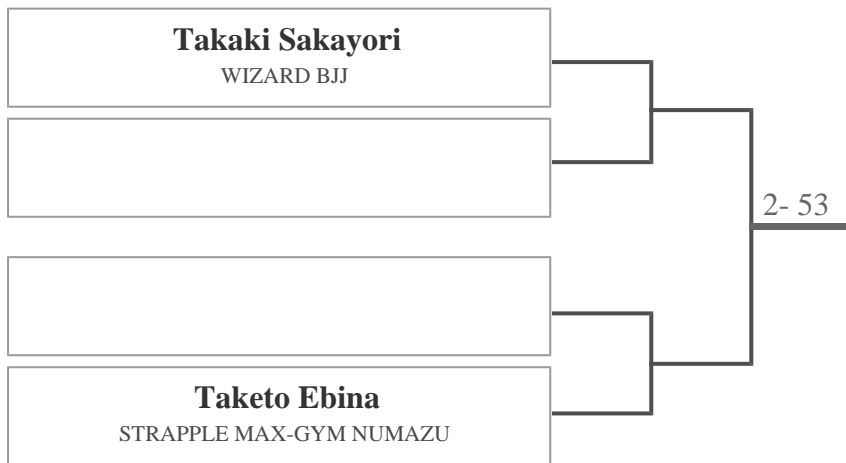 Takaki Sakayori
WIZARD BJJ
2- 53
Taketo Ebina
STRAPPLE MAX-GYM NUMAZU